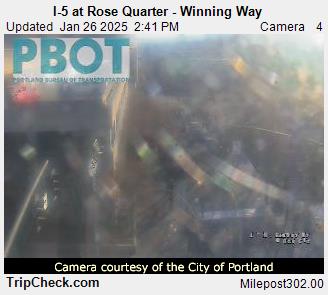 I-5 at Rose Quarter - Winning Way
Updated Jan 26 2025 2:41 PM Camera 4
PBOT
PORTLAND BUREAU OF TRANSPORTATION
Camera courtesy of the City of Portland
TripCheck.com Milepost302.00